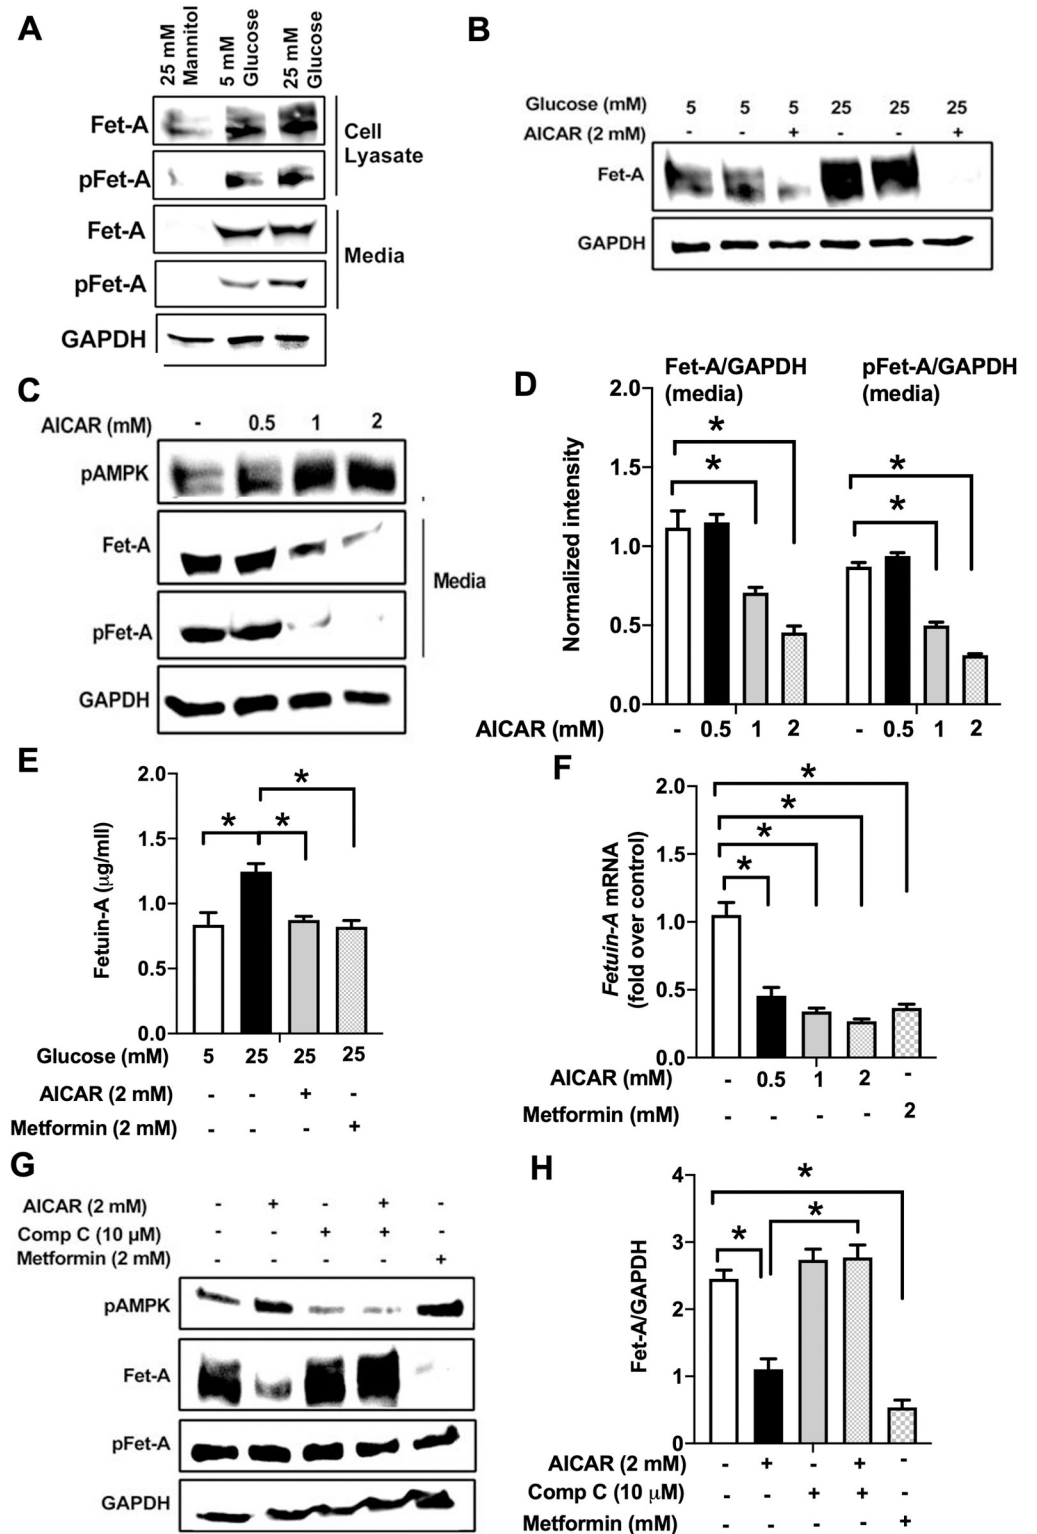 A
25 mM Mannitol
5 mM Glucose
25 mM Glucose
Fet-A
pFet-A
Cell Lyasate
Fet-A
pFet-A
Media
GAPDH
B
Glucose (mM) 5 5 5 25 25 25
AICAR (2 mM) - - + - - +
Fet-A
GAPDH
C
AICAR (mM) - 0.5 1 2
pAMPK
Fet-A
pFet-A
Media
GAPDH
D
Fet-A/GAPDH (media)
pFet-A/GAPDH (media)
Normalized intensity
2.0
1.5
1.0
0.5
0.0
* * * *
AICAR (mM) - 0.5 1 2 - 0.5 1 2
E
Fetuin-A (µg/mll)
2.0
1.5
1.0
0.5
0.0
* * *
Glucose (mM) 5 25 25 25
AICAR (2 mM) - - + -
Metformin (2 mM) - - - +
F
Fetuin-A mRNA
(fold over control)
2.0
1.5
1.0
0.5
0.0
* * * *
AICAR (mM) - 0.5 1 2 -
Metformin (mM) - - - - 2
G
AICAR (2 mM) - + - + -
Comp C (10 µM) - - + + -
Metformin (2 mM) - - - - +
pAMPK
Fet-A
pFet-A
GAPDH
H
Fet-A/GAPDH
4
3
2
1
0
* * *
AICAR (2 mM) - + - + -
Comp C (10 µM) - - + + -
Metformin (mM) - - - - +